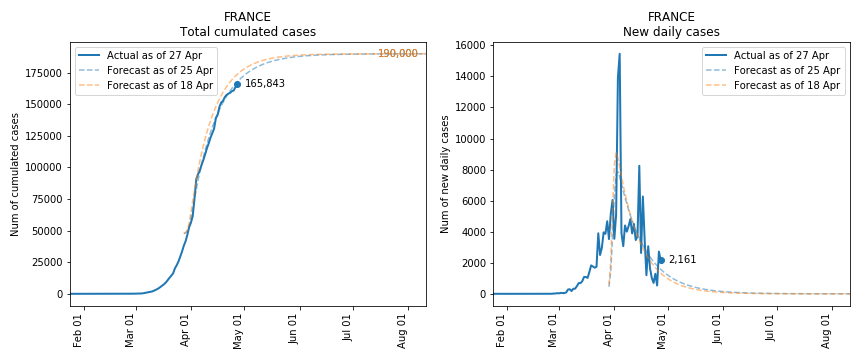 FRANCE
Total cumulated cases
Actual as of 27 Apr
Forecast as of 25 Apr
Forecast as of 18 Apr
190,000
165,843
Num of cumulated cases
175000
150000
125000
100000
75000
50000
25000
0
Feb 01
Mar 01
Apr 01
May 01
Jun 01
Jul 01
Aug 01
FRANCE
New daily cases
Actual as of 27 Apr
Forecast as of 25 Apr
Forecast as of 18 Apr
2,161
Num of new daily cases
16000
14000
12000
10000
8000
6000
4000
2000
0
Feb 01
Mar 01
Apr 01
May 01
Jun 01
Jul 01
Aug 01